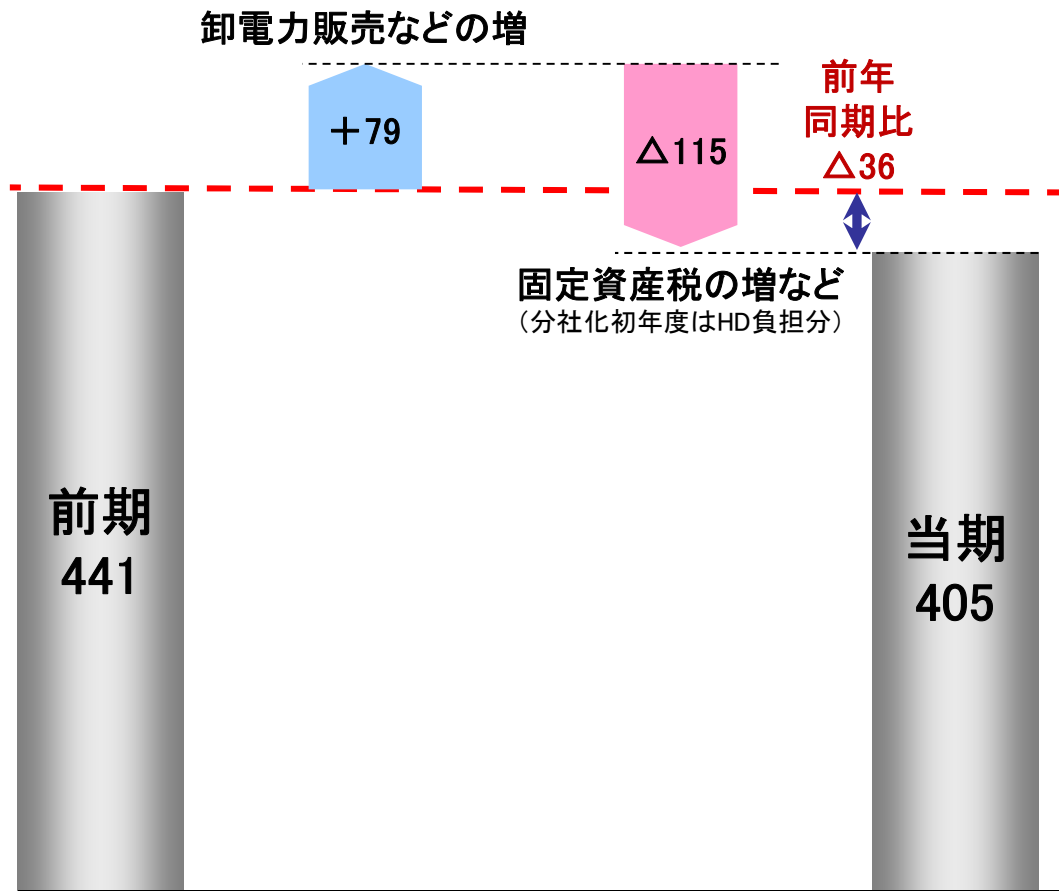 卸電力販売などの増
＋79
△115
前年
同期比
△36
固定資産税の増など
（分社化初年度はHD負担分）
前期
441
当期
405